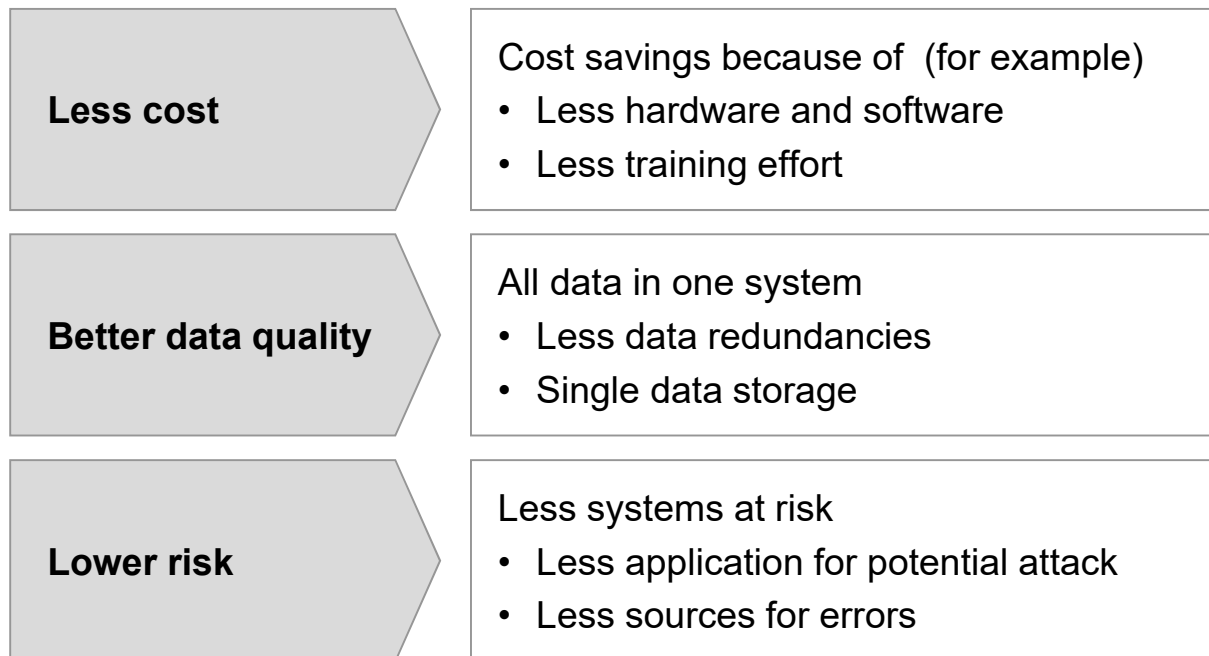 Less cost
Cost savings because of  (for example)
• Less hardware and software
• Less training effort
Better data quality
All data in one system
• Less data redundancies
• Single data storage
Lower risk
Less systems at risk
• Less application for potential attack
• Less sources for errors